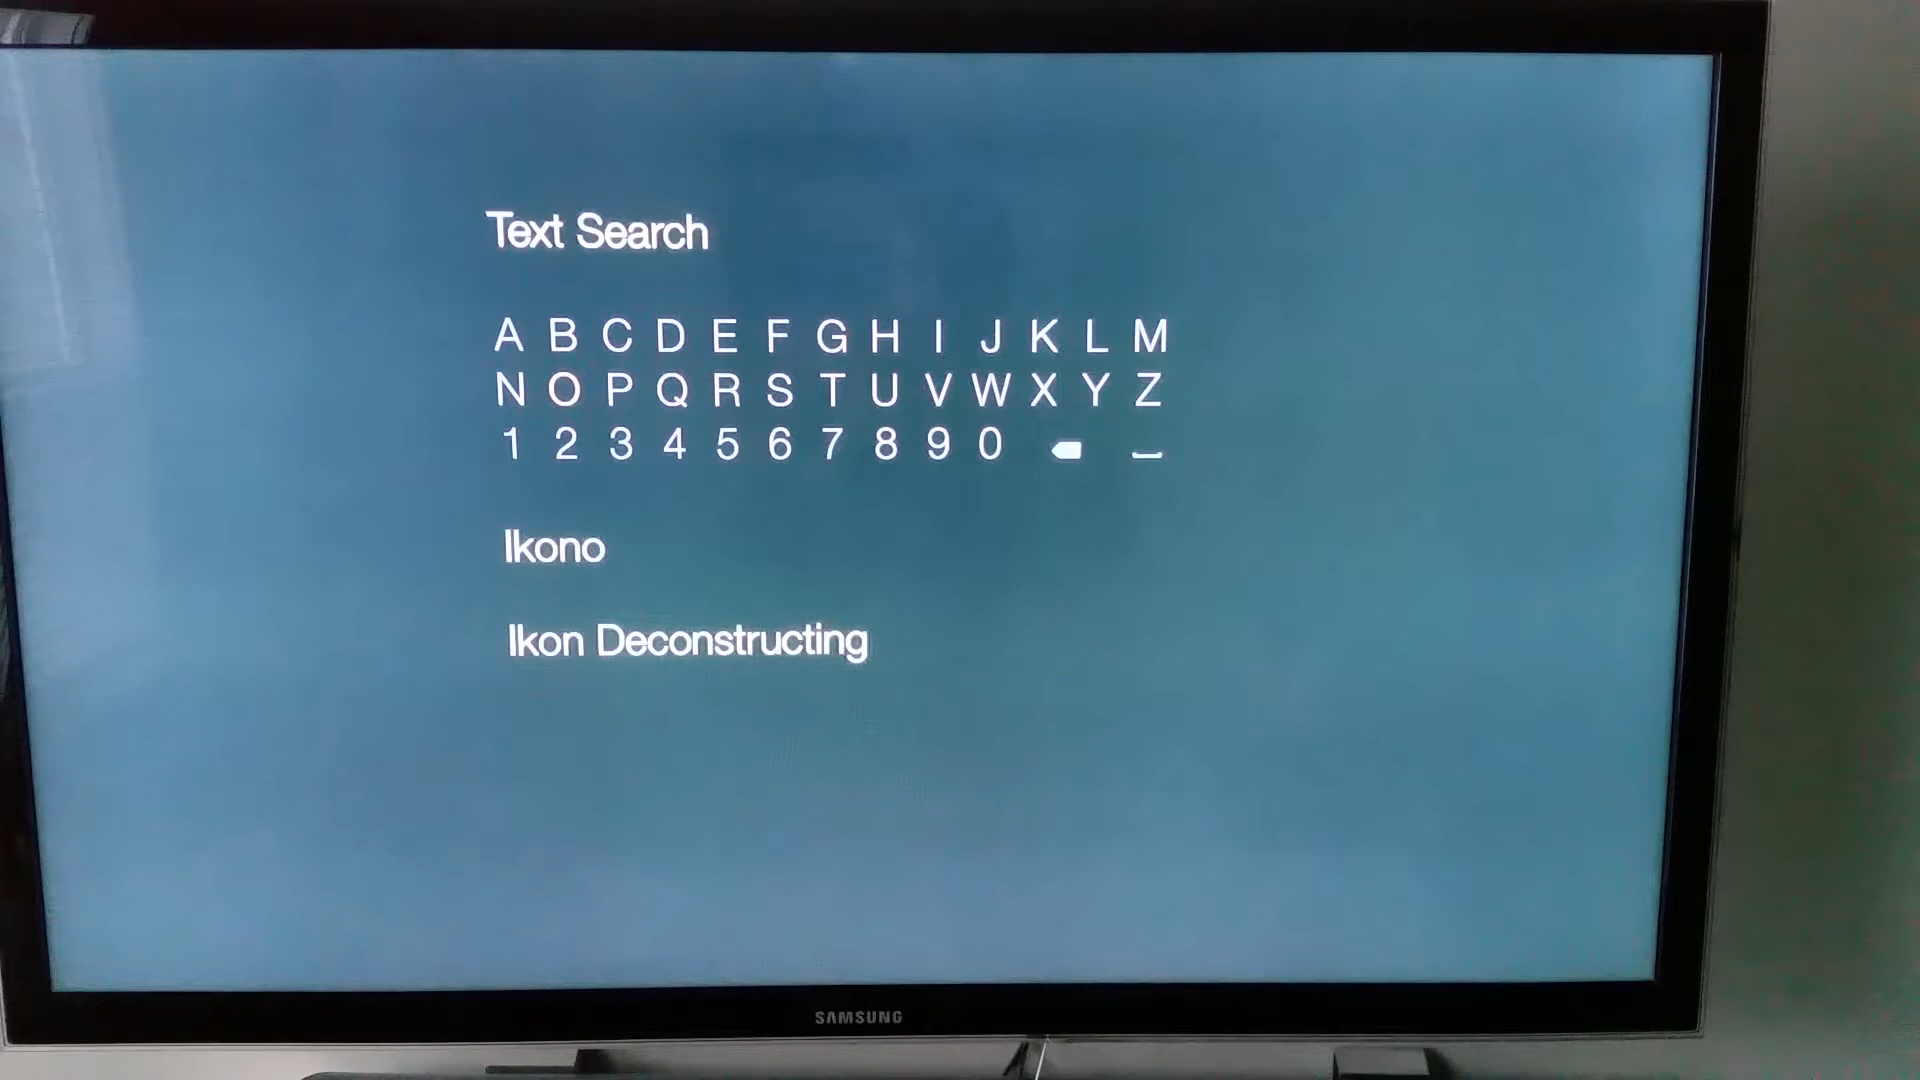 Text Search
A B C D E F G H I J K L M
N O P Q R S T U V W X Y Z
1 2 3 4 5 6 7 8 9 0
Ikono
Ikon Deconstructing
SAMSUNG